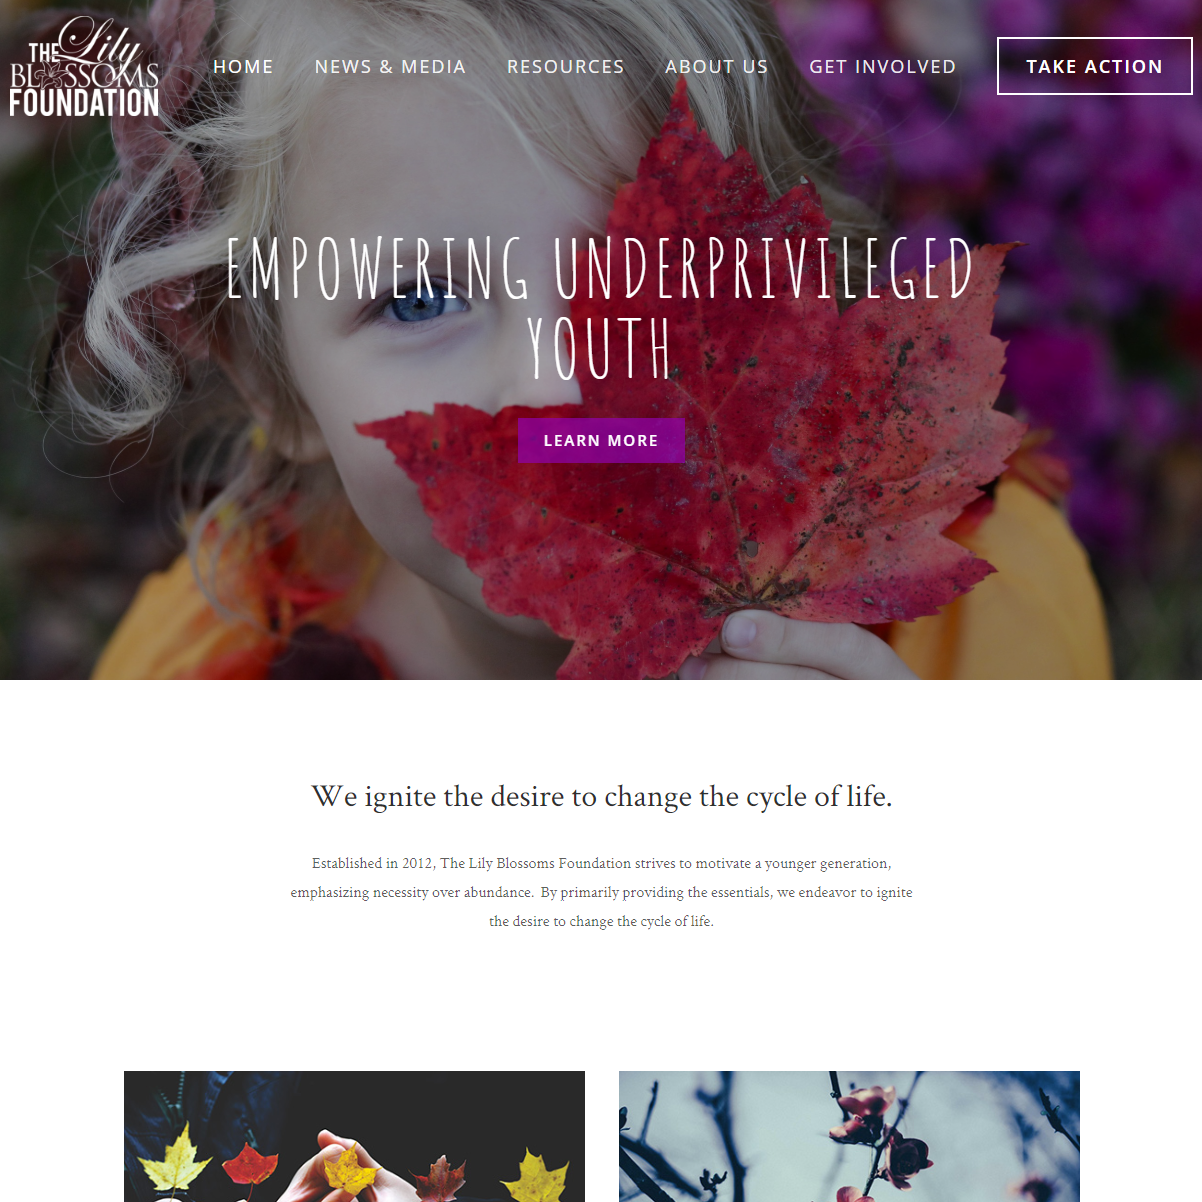 THE Lily
BLOSSOMS
FOUNDATION
HOME
NEWS & MEDIA
RESOURCES
ABOUT US
GET INVOLVED
TAKE ACTION
EMPOWERING UNDERPRIVILEGED
YOUTH
LEARN MORE
We ignite the desire to change the cycle of life.
Established in 2012, The Lily Blossoms Foundation strives to motivate a younger generation,
emphasizing necessity over abundance. By primarily providing the essentials, we endeavor to ignite
the desire to change the cycle of life.